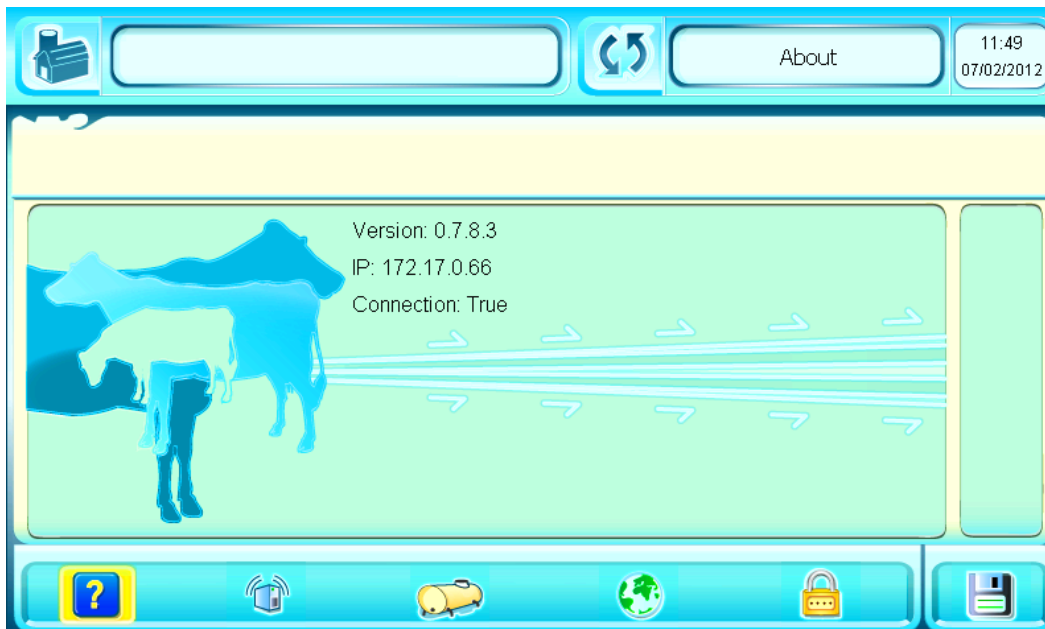 About
11:49
07/02/2012
Version: 0.7.8.3
IP: 172.17.0.66
Connection: True
?